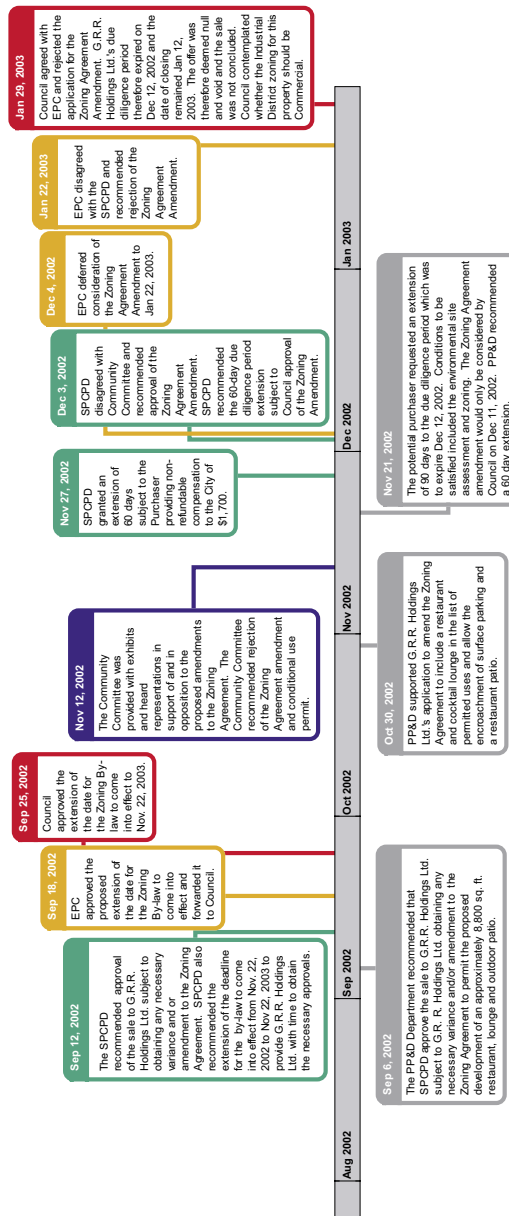 Sep 12, 2002
The SPCPD
recommended approval
of the sale to G.R.R.
Holdings Ltd. subject to
obtaining any necessary
variance and or
amendment to the Zoning
Agreement. SPCPD also
recommended the
extension of the deadline
for the by-law to come
into effect from Nov. 22,
2002 to Nov 22, 2003 to
provide G.R.R. Holdings
Ltd. with time to obtain
the necessary approvals.
Sep 18, 2002
EPC
approved the
proposed
extension of
the date for
the Zoning
By-law to
come into
effect and
forwarded it
to Council.
Sep 25, 2002
Council
approved the
extension of
the date for
the Zoning By-
law to come
into effect to
Nov. 22, 2003.
Nov 12, 2002
The Community
Committee was
provided with exhibits
and heard
representations in
support of and in
opposition to the
proposed amendments
to the Zoning
Agreement. The
Community Committee
recommended rejection
of the Zoning
Agreement amendment
and conditional use
permit.
Nov 27, 2002
SPCPD
granted an
extension of
60 days
subject to the
Purchaser
providing non-
refundable
compensation
to the City of
$1,700.
Dec 3, 2002
SPCPD
disagreed with
Community
Committee and
recommended
approval of the
Zoning
Agreement
Amendment.
SPCPD
recommended
the 60-day due
diligence period
extension
subject to
Council approval
of the Zoning
Amendment.
Dec 4, 2002
EPC deferred
consideration of
the Zoning
Agreement
Amendment to
Jan 22, 2003.
Jan 22, 2003
EPC disagreed
with the
SPCPD and
recommended
rejection of the
Zoning
Agreement
Amendment.
Jan 29, 2003
Council agreed with
EPC and rejected the
application for the
Zoning Agreement
Amendment. G.R.R.
Holdings Ltd.'s due
diligence period
therefore expired on
Dec 12, 2002 and the
date of closing
remained Jan 12,
2003. The offer was
therefore deemed null
and void and the sale
was not concluded.
Council contemplated
whether the Industrial
District zoning for this
property should be
Commercial.
Aug 2002
Sep 2002
Oct 2002
Nov 2002
Dec 2002
Jan 2003
Sep 6, 2002
The PP&D Department recommended that
SPCPD approve the sale to G.R.R. Holdings Ltd.
subject to G.R. R. Holdings Ltd. obtaining any
necessary variance and/or amendment to the
Zoning Agreement to permit the proposed
development of an approximately 8,800 sq. ft.
restaurant, lounge and outdoor patio.
Oct 30, 2002
PP&D supported G.R.R. Holdings
Ltd.'s application to amend the Zoning
Agreement to include a restaurant
and cocktail lounge in the list of
permitted uses and allow the
encroachment of surface parking and
a restaurant patio.
Nov 21, 2002
The potential purchaser requested an extension
of 90 days to the due diligence period which was
to expire Dec 12, 2002. Conditions to be
satisfied included the environmental site
assessment and zoning. The Zoning Agreement
amendment would only be considered by
Council on Dec 11, 2002. PP&D recommended
a 60 day extension.